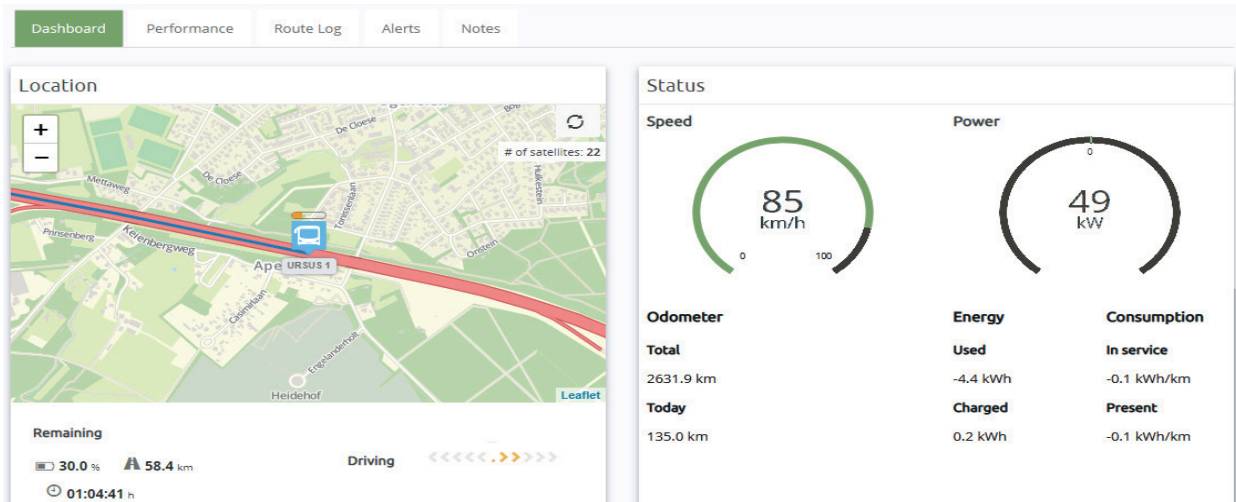 Dashboard Performance Route Log Alerts Notes
Location
+
−
# of satellites: 22
De Cloese
De Cloese
Mettaweg
Hulkestein
Tonissenlaan
Prinsenberg
Kerenbergweg
Onstein
Ape
URSUS 1
Casimirlaan
Engelanderholt
Heidehof
Leaflet
Remaining
30.0 % 58.4 km
01:04:41 h
Driving
Status
Speed Power
85
km/h
0 100
0
49
kW
Odometer Energy Consumption
Total Used In service
2631.9 km -4.4 kWh -0.1 kWh/km
Today Charged Present
135.0 km 0.2 kWh -0.1 kWh/km